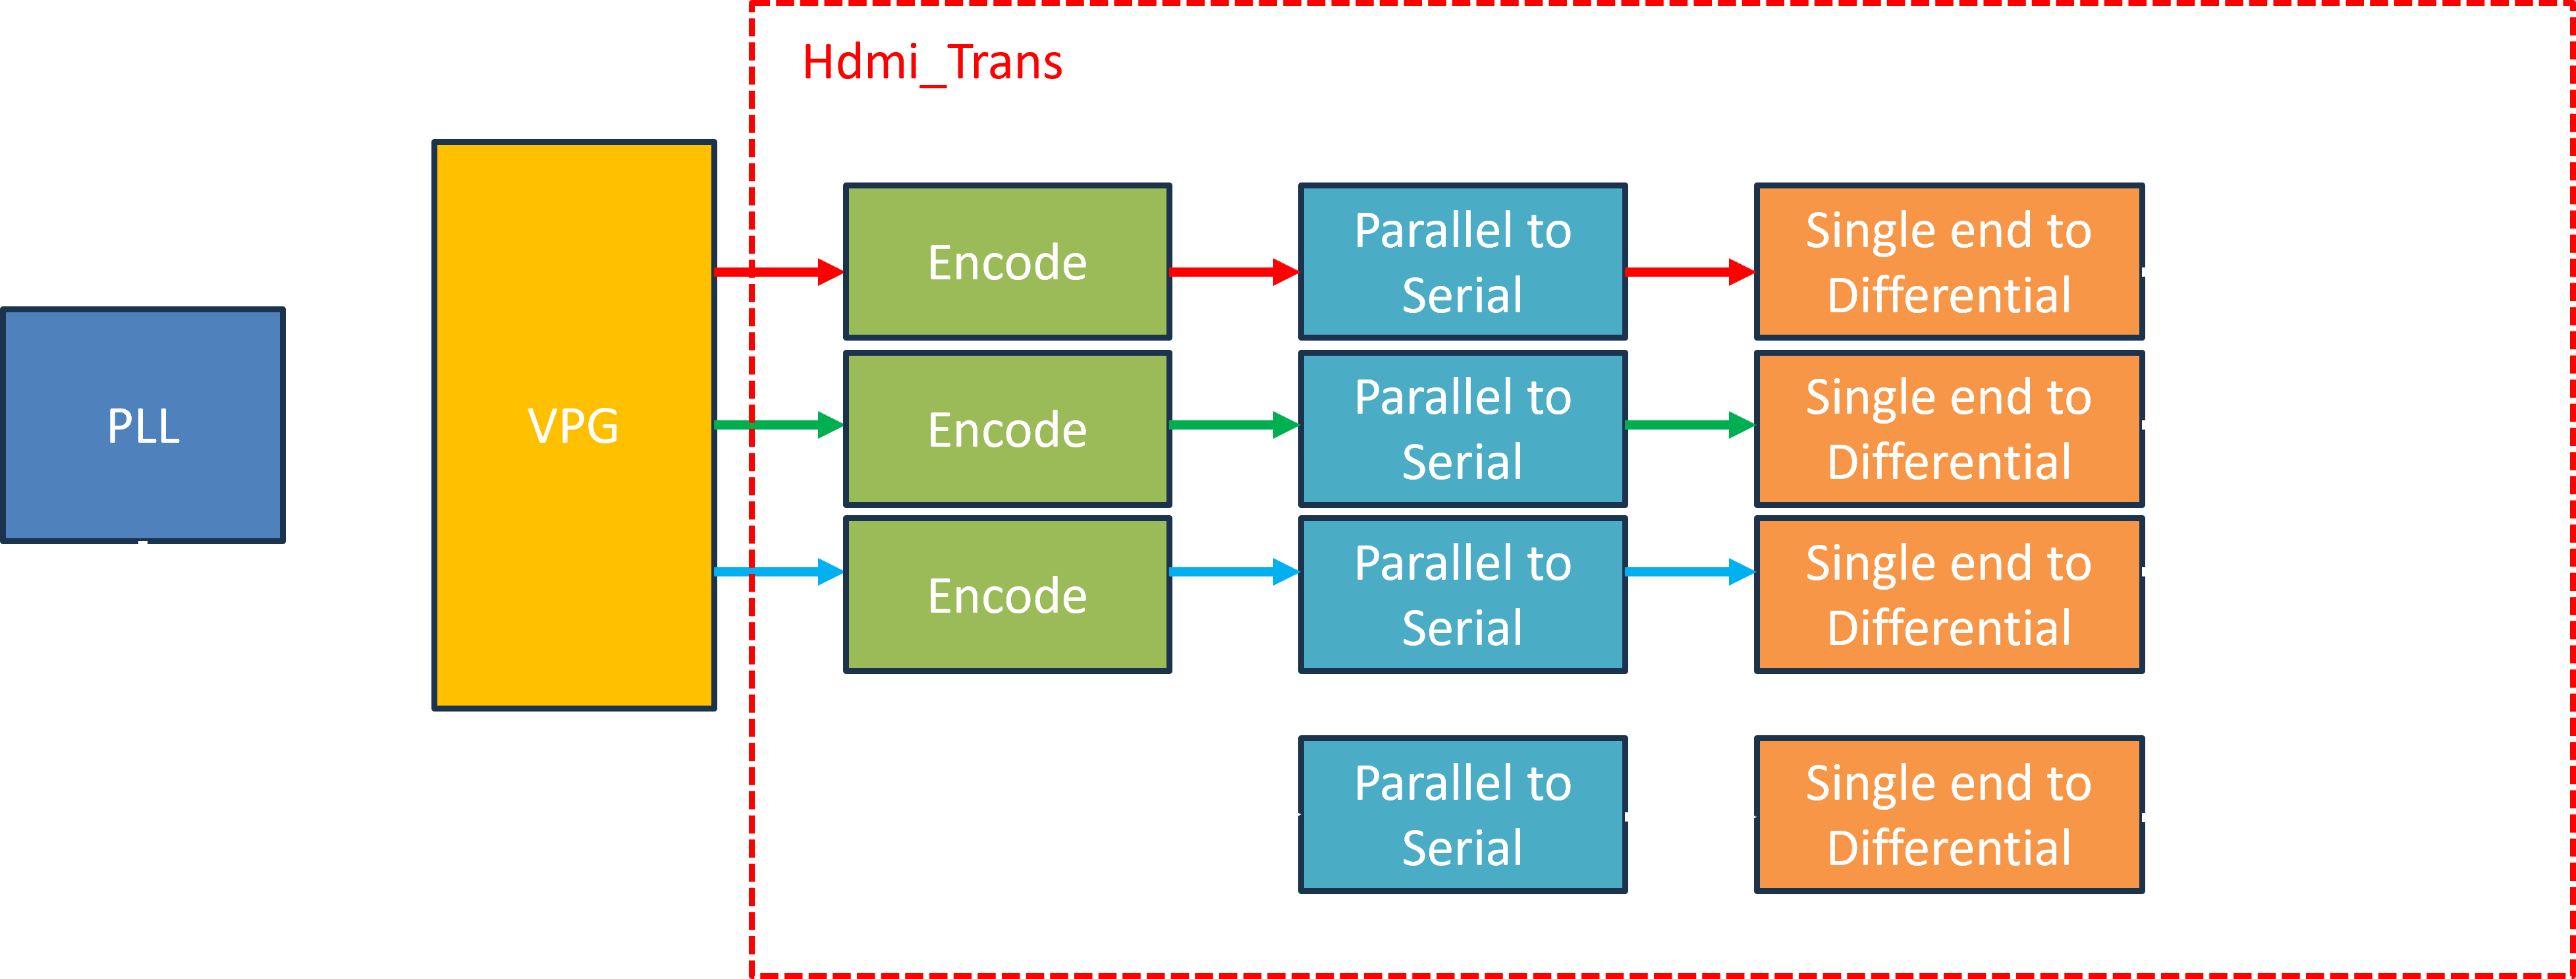 Hdmi_Trans
PLL
VPG
Encode
Parallel to
Serial
Single end to
Differential
Encode
Parallel to
Serial
Single end to
Differential
Encode
Parallel to
Serial
Single end to
Differential
Parallel to
Serial
Single end to
Differential